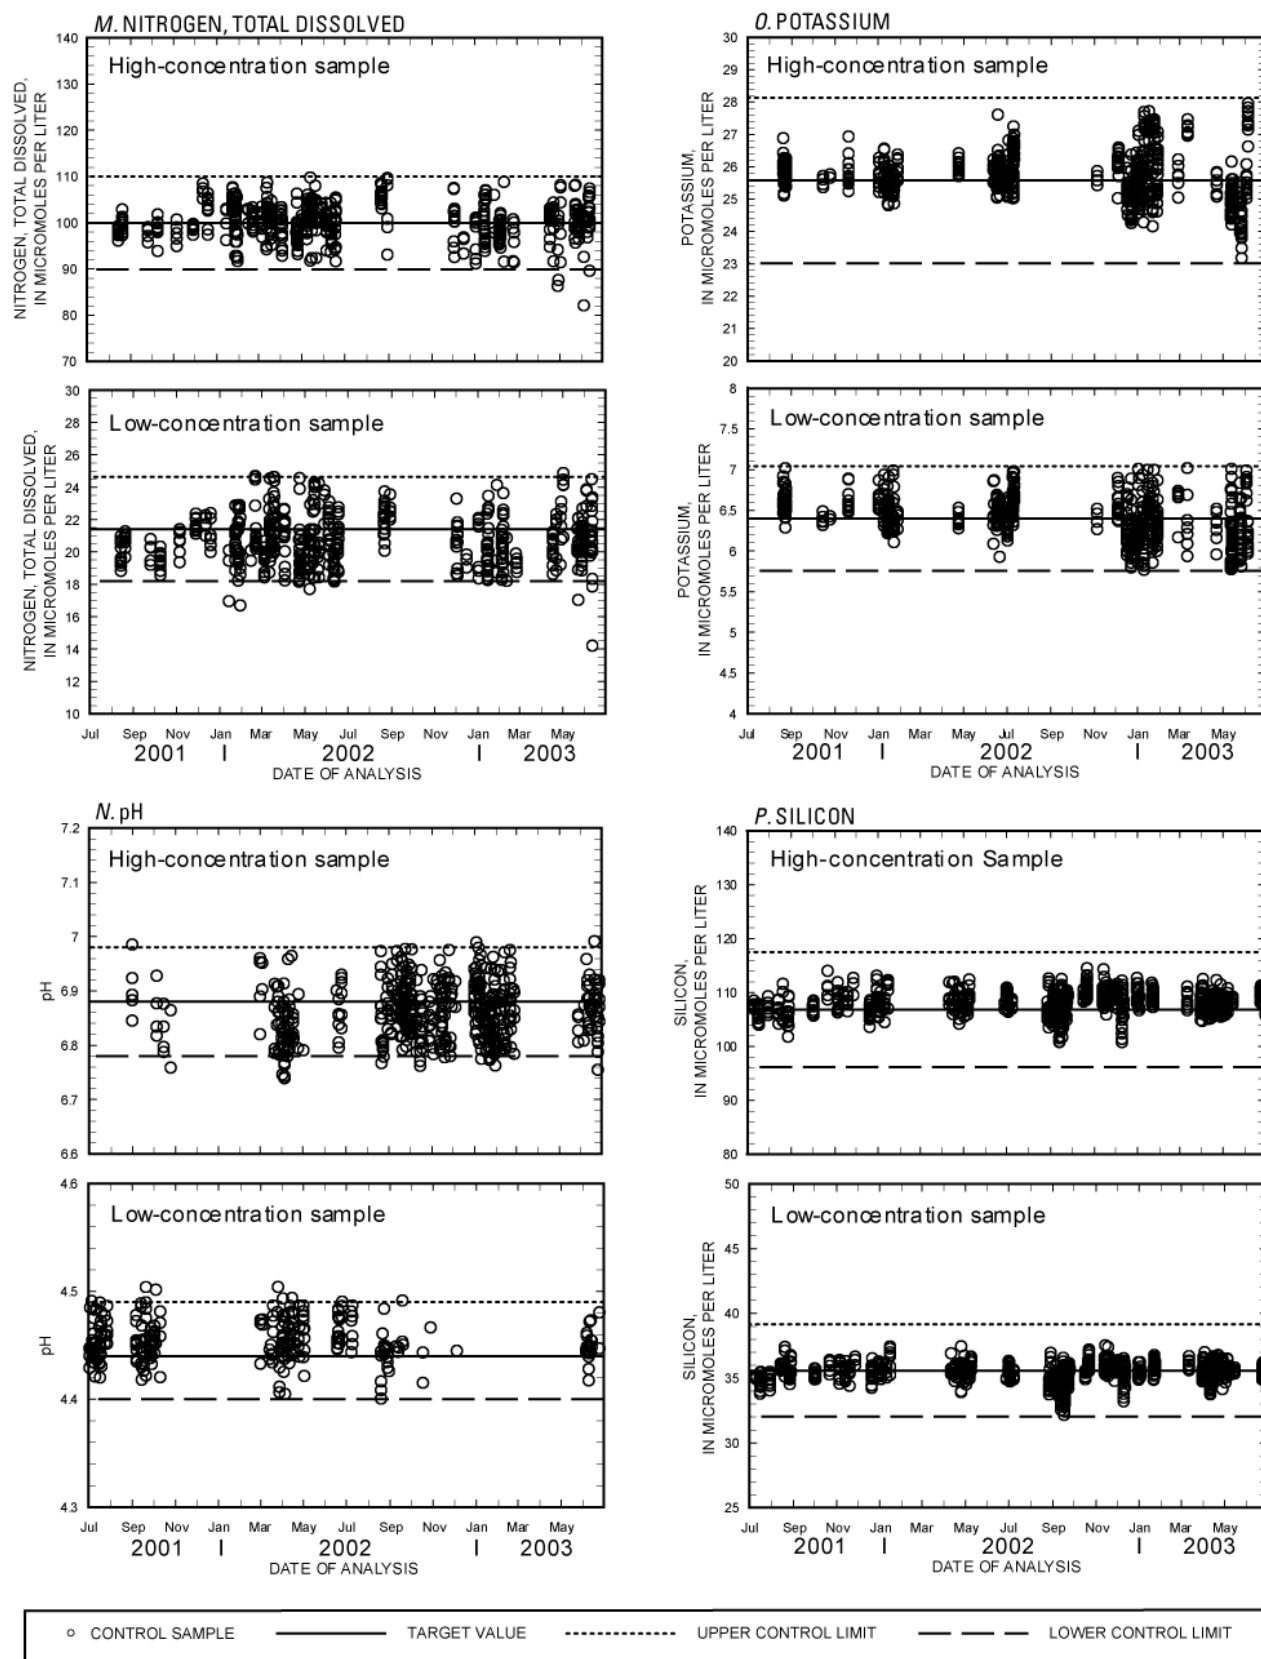 M. NITROGEN, TOTAL DISSOLVED
140
130
120
110
100
90
80
70
High-concentration sample
NITROGEN, TOTAL DISSOLVED,
IN MICROMOLES PER LITER
30
28
26
24
22
20
18
16
14
12
10
Low-concentration sample
NITROGEN, TOTAL DISSOLVED,
IN MICROMOLES PER LITER
Jul Sep Nov Jan Mar May Jul Sep Nov Jan Mar May
2001 2002 2003
DATE OF ANALYSIS
O. POTASSIUM
30
29
28
27
26
25
24
23
22
21
20
High-concentration sample
POTASSIUM,
IN MICROMOLES PER LITER
8
7.5
7
6.5
6
5.5
5
4.5
4
Low-concentration sample
POTASSIUM,
IN MICROMOLES PER LITER
Jul Sep Nov Jan Mar May Jul Sep Nov Jan Mar May
2001 2002 2003
DATE OF ANALYSIS
N. pH
7.2
7.1
7
6.9
6.8
6.7
6.6
High-concentration sample
pH
4.6
4.5
4.4
4.3
Low-concentration sample
pH
Jul Sep Nov Jan Mar May Jul Sep Nov Jan Mar May
2001 2002 2003
DATE OF ANALYSIS
P. SILICON
140
130
120
110
100
90
80
High-concentration Sample
SILICON,
IN MICROMOLES PER LITER
50
45
40
35
30
25
Low-concentration sample
SILICON,
IN MICROMOLES PER LITER
Jul Sep Nov Jan Mar May Jul Sep Nov Jan Mar May
2001 2002 2003
DATE OF ANALYSIS
CONTROL SAMPLE TARGET VALUE UPPER CONTROL LIMIT LOWER CONTROL LIMIT